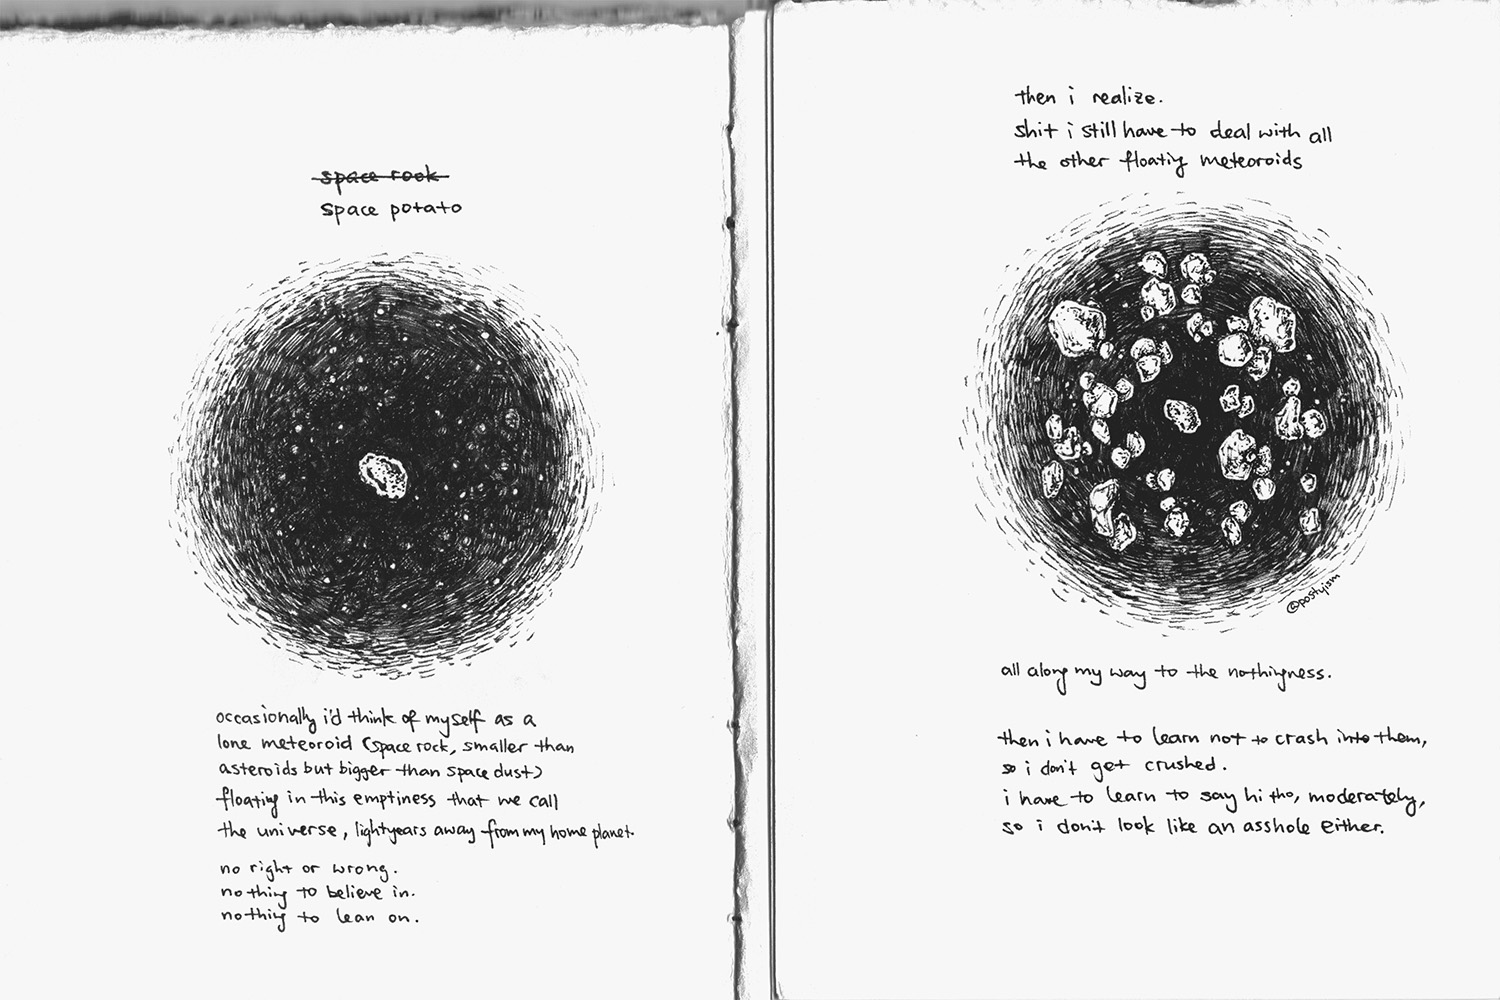 space rock
space potato
occasionally i'd think of myself as a
lone meteoroid (space rock, smaller than
asteroids but bigger than space dust)
floating in this emptiness that we call
the universe, lightyears away from my home planet.
no right or wrong.
nothing to believe in.
nothing to lean on.
then i realize.
shit i still have to deal with all
the other floatig meteoroids
@postyism
all along my way to the nothingness.
then i have to learn not to crash into them,
so i don't get crushed.
i have to learn to say hi tho, moderately,
so i don't look like an asshole either.